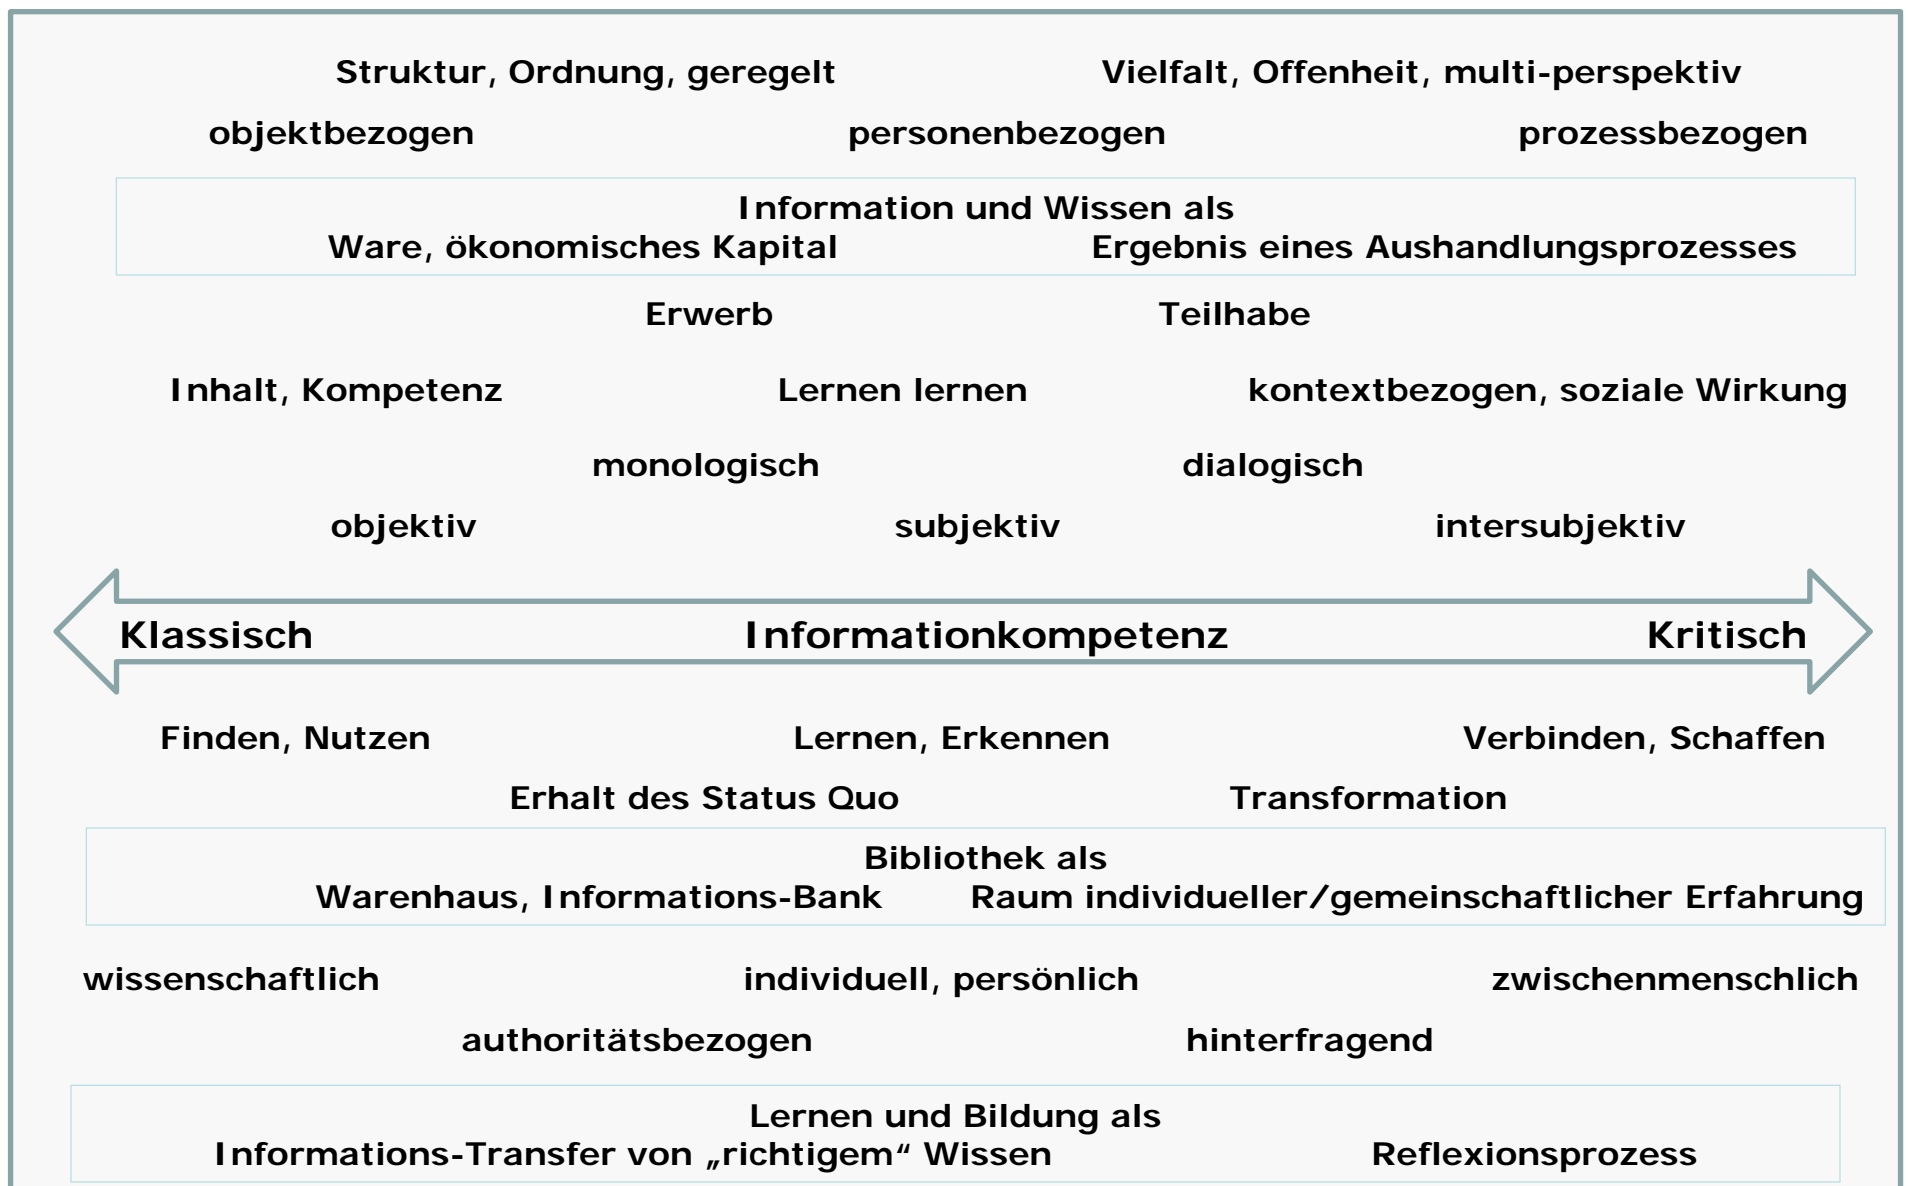 Struktur, Ordnung, geregelt Vielfalt, Offenheit, multi-perspektiv
objektbezogen personenbezogen prozessbezogen
Information und Wissen als
Ware, ökonomisches Kapital Ergebnis eines Aushandlungsprozesses
Erwerb Teilhabe
Inhalt, Kompetenz Lernen lernen kontextbezogen, soziale Wirkung
monologisch dialogisch
objektiv subjektiv intersubjektiv
Klassisch Informationkompetenz Kritisch
Finden, Nutzen Lernen, Erkennen Verbinden, Schaffen
Erhalt des Status Quo Transformation
Bibliothek als
Warenhaus, Informations-Bank Raum individueller/gemeinschaftlicher Erfahrung
wissenschaftlich individuell, persönlich zwischenmenschlich
authoritätsbezogen hinterfragend
Lernen und Bildung als
Informations-Transfer von „richtigem“ Wissen Reflexionsprozess